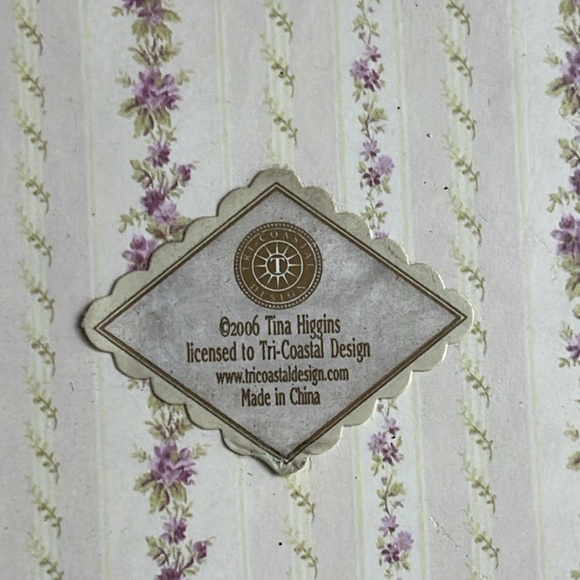 TRI-COASTAL
DESIGN
T
©2006 Tina Higgins
licensed to Tri-Coastal Design
www.tricoastaldesign.com
Made in China